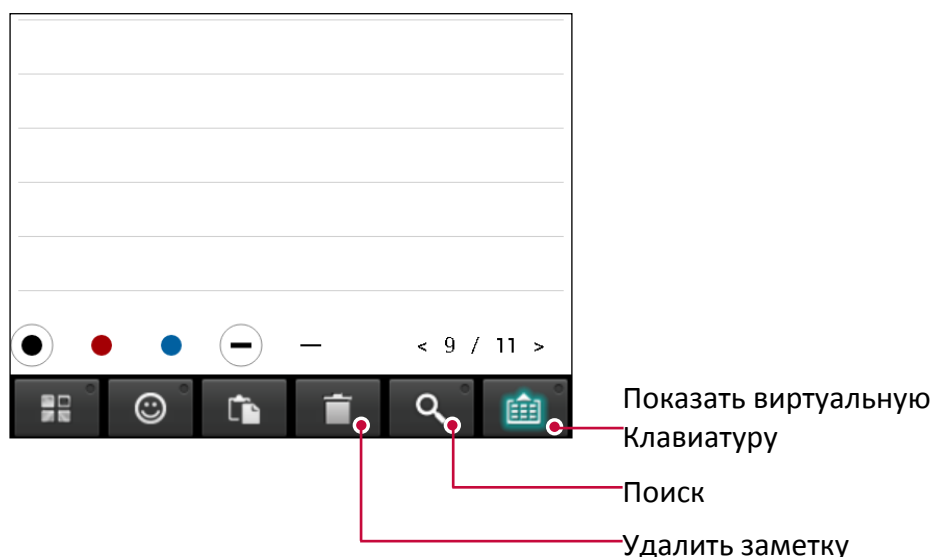 < 9 / 11 >
Показать виртуальную
Клавиатуру
Поиск
Удалить заметку